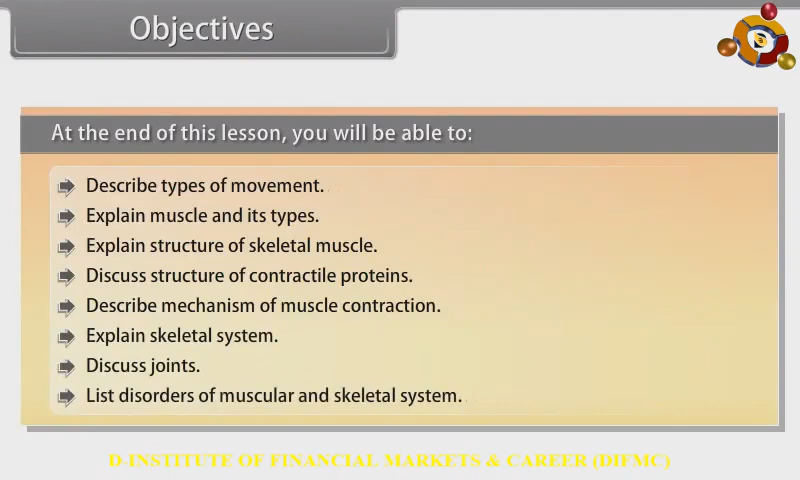 Objectives
At the end of this lesson, you will be able to:
Describe types of movement.
Explain muscle and its types.
Explain structure of skeletal muscle.
Discuss structure of contractile proteins.
Describe mechanism of muscle contraction.
Explain skeletal system.
Discuss joints.
List disorders of muscular and skeletal system.
D-INSTITUTE OF FINANCIAL MARKETS & CAREER (DIFMC)